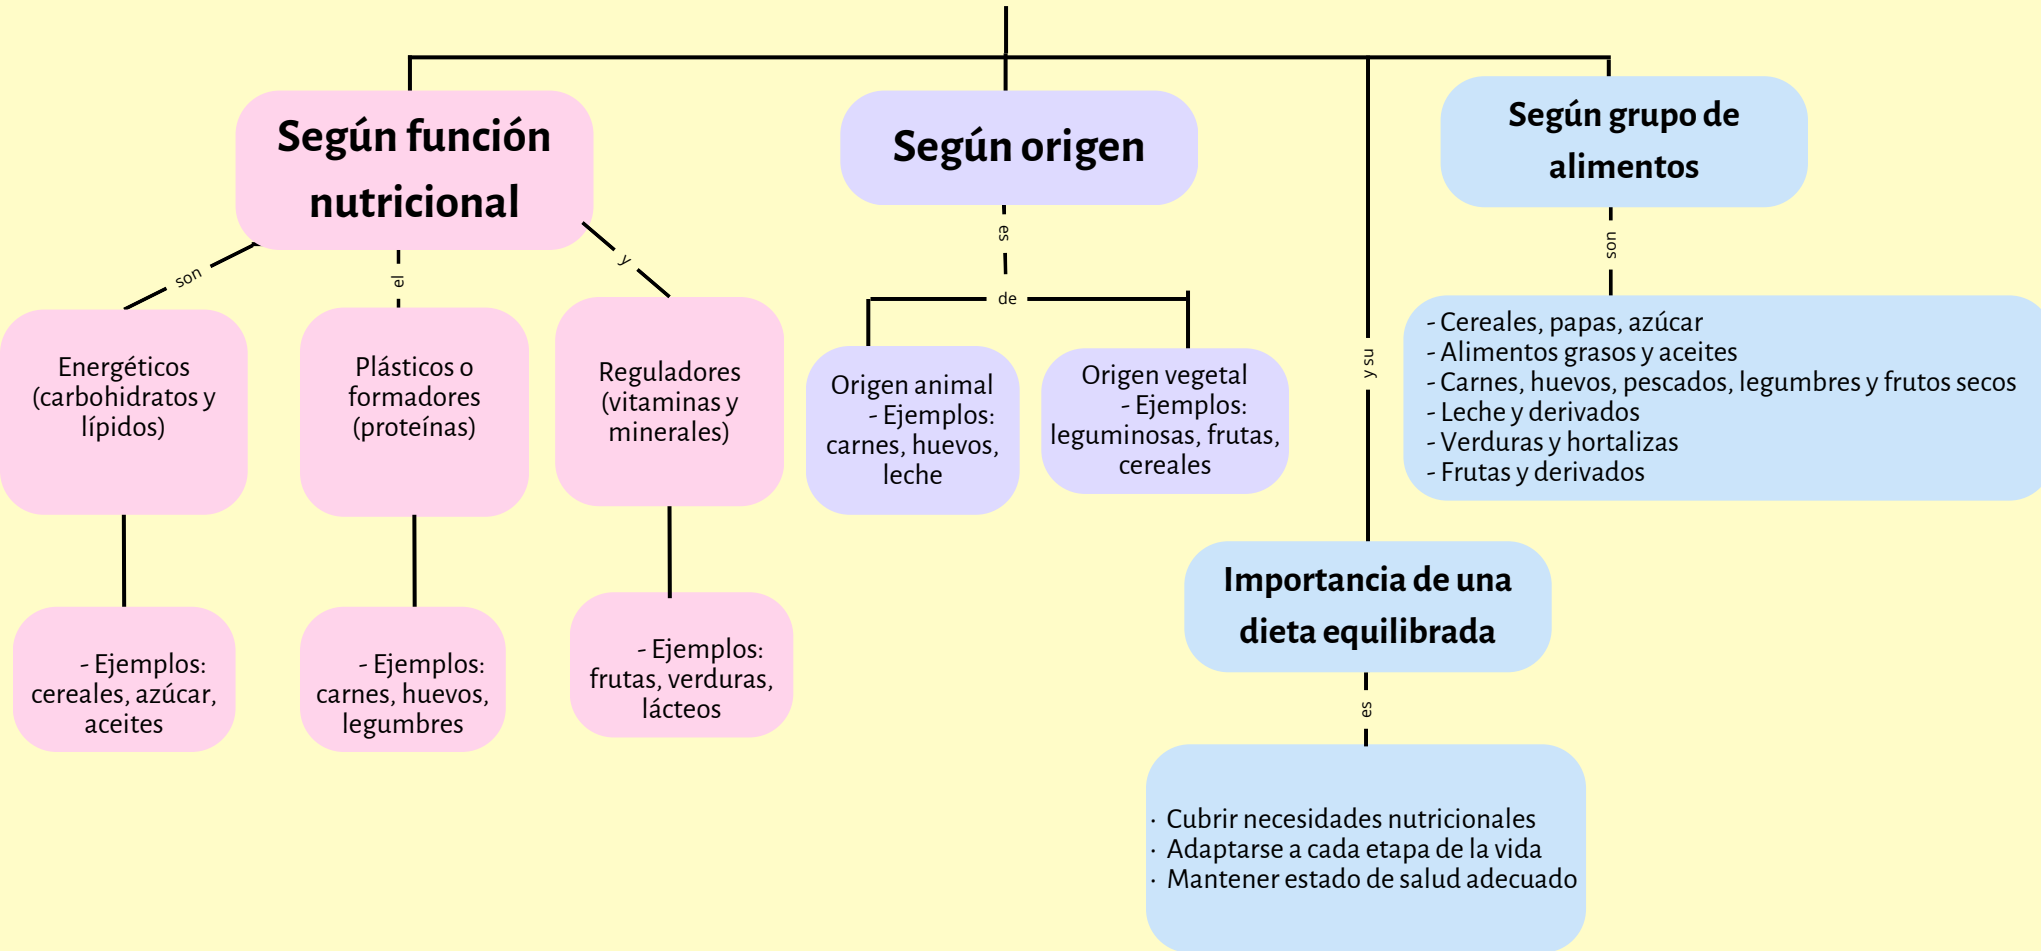 Según función
nutricional
son
el
y
Energéticos
(carbohidratos y
lípidos)
Plásticos o
formadores
(proteínas)
Reguladores
(vitaminas y
minerales)
- Ejemplos:
cereales, azúcar,
aceites
- Ejemplos:
carnes, huevos,
legumbres
- Ejemplos:
frutas, verduras,
lácteos
Según origen
se
de
Origen animal
- Ejemplos:
carnes, huevos,
leche
Origen vegetal
- Ejemplos:
leguminosas, frutas,
cereales
y su
Importancia de una
dieta equilibrada
es
· Cubrir necesidades nutricionales
· Adaptarse a cada etapa de la vida
· Mantener estado de salud adecuado
Según grupo de
alimentos
son
- Cereales, papas, azúcar
- Alimentos grasos y aceites
- Carnes, huevos, pescados, legumbres y frutos secos
- Leche y derivados
- Verduras y hortalizas
- Frutas y derivados